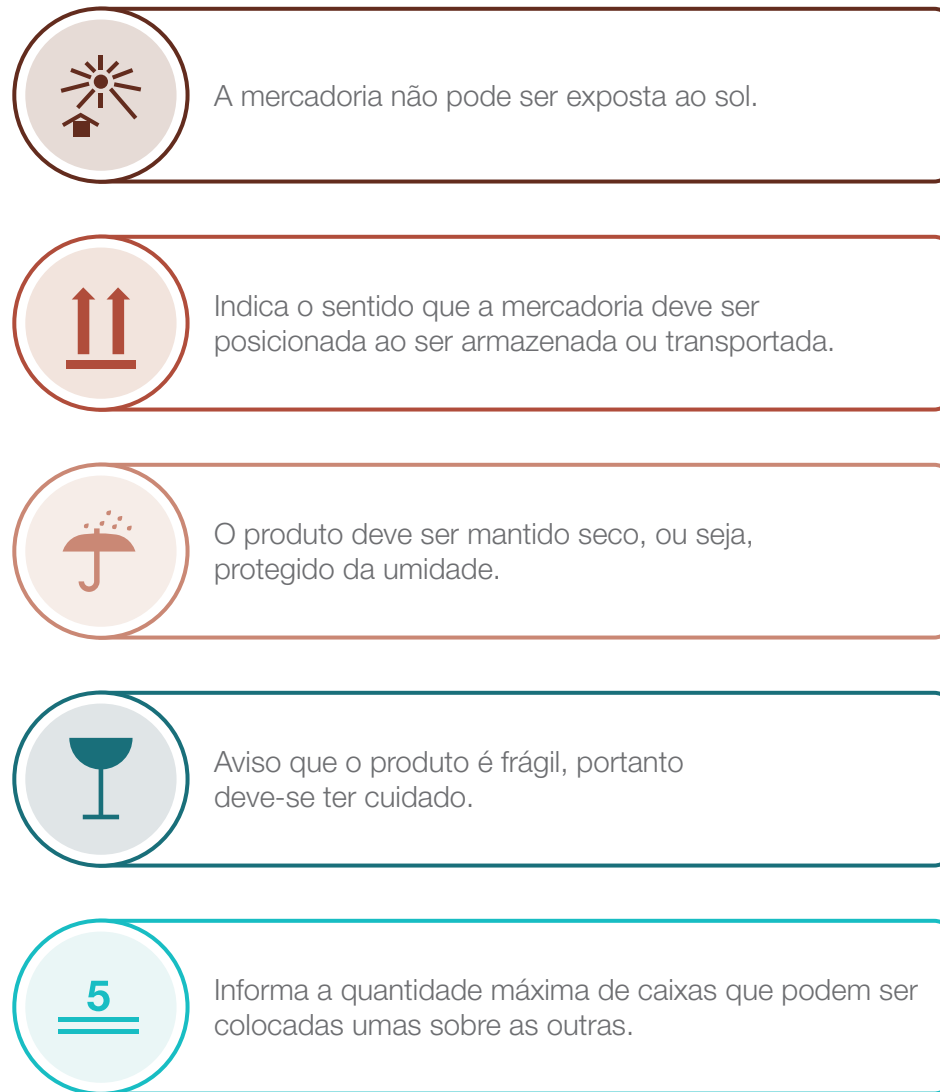 A mercadoria não pode ser exposta ao sol.
Indica o sentido que a mercadoria deve ser
posicionada ao ser armazenada ou transportada.
O produto deve ser mantido seco, ou seja,
protegido da umidade.
Aviso que o produto é frágil, portanto
deve-se ter cuidado.
5
Informa a quantidade máxima de caixas que podem ser
colocadas umas sobre as outras.